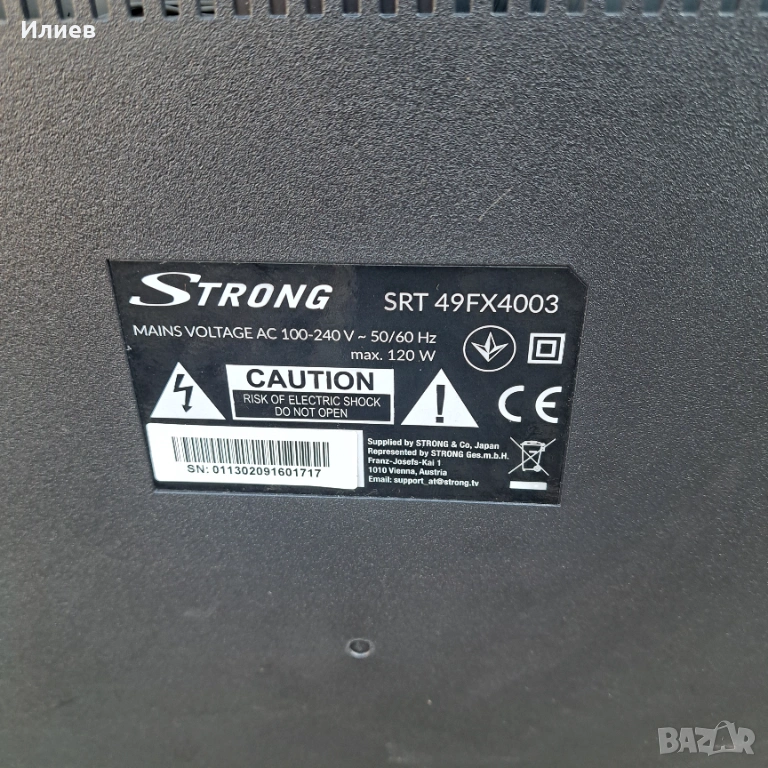 Илиев
STRONG
SRT 49FX4003
MAINS VOLTAGE AC 100-240 V ~ 50/60 Hz
max. 120 W
CAUTION
RISK OF ELECTRIC SHOCK
DO NOT OPEN
CE
SN: 011302091601717
Supplied by STRONG & Co, Japan
Represented by STRONG Ges.m.b.H.
Franz-Josefs-Kai 1
1010 Vienna, Austria
Email: support_at@strong.tv
BAZAR